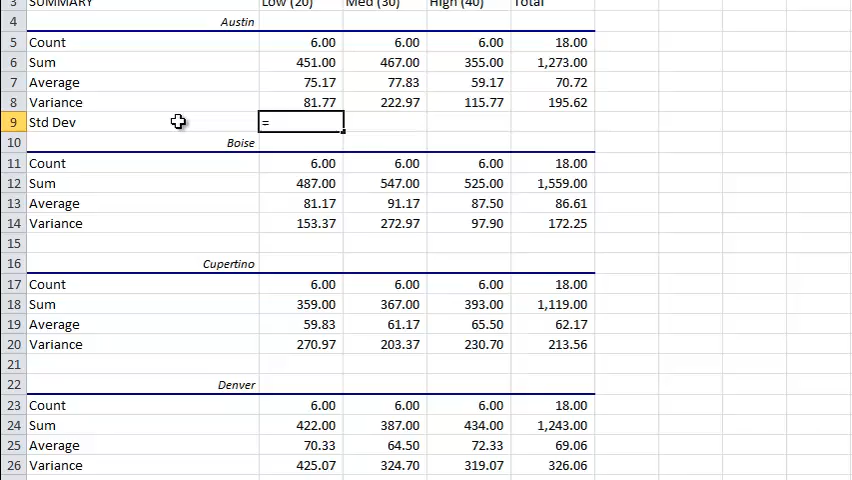 3 SUMMARY Low (20) Med (30) High (40) Total
4 Austin
5 Count 6.00 6.00 6.00 18.00
6 Sum 451.00 467.00 355.00 1,273.00
7 Average 75.17 77.83 59.17 70.72
8 Variance 81.77 222.97 115.77 195.62
9 Std Dev =
10 Boise
11 Count 6.00 6.00 6.00 18.00
12 Sum 487.00 547.00 525.00 1,559.00
13 Average 81.17 91.17 87.50 86.61
14 Variance 153.37 272.97 97.90 172.25
15
16 Cupertino
17 Count 6.00 6.00 6.00 18.00
18 Sum 359.00 367.00 393.00 1,119.00
19 Average 59.83 61.17 65.50 62.17
20 Variance 270.97 203.37 230.70 213.56
21
22 Denver
23 Count 6.00 6.00 6.00 18.00
24 Sum 422.00 387.00 434.00 1,243.00
25 Average 70.33 64.50 72.33 69.06
26 Variance 425.07 324.70 319.07 326.06